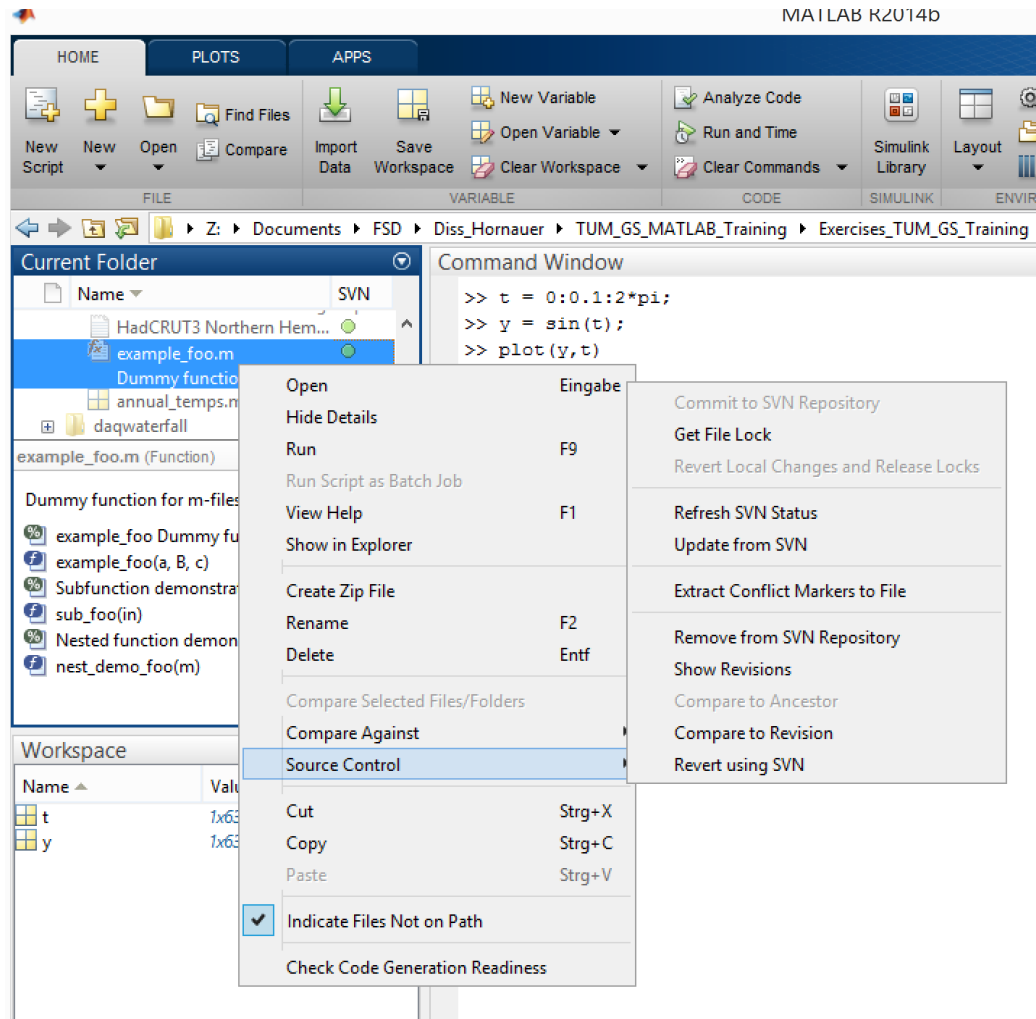 MATLAB R2014b
HOME PLOTS APPS
New Script
New
Open
Find Files
Compare
Import Data
Save Workspace
New Variable
Open Variable
Clear Workspace
Analyze Code
Run and Time
Clear Commands
Simulink Library
Layout
FILE VARIABLE CODE SIMULINK ENVIR
Z: Documents FSD Diss_Hornauer TUM_GS_MATLAB_Training Exercises_TUM_GS_Training
Current Folder
Name SVN
HadCRUT3 Northern Hem...
example_foo.m
Dummy functio
annual_temps.m
daqwaterfall
example_foo.m (Function)
Dummy function for m-files
example_foo Dummy fu
example_foo(a, B, c)
Subfunction demonstra
sub_foo(in)
Nested function demon
nest_demo_foo(m)
Workspace
Name Valu
t 1x63
y 1x63
Command Window
>> t = 0:0.1:2*pi;
>> y = sin(t);
>> plot(y,t)
Open Eingabe
Hide Details
Run F9
Run Script as Batch Job
View Help F1
Show in Explorer
Create Zip File
Rename F2
Delete Entf
Compare Selected Files/Folders
Compare Against
Source Control
Cut Strg+X
Copy Strg+C
Paste Strg+V
Indicate Files Not on Path
Check Code Generation Readiness
Commit to SVN Repository
Get File Lock
Revert Local Changes and Release Locks
Refresh SVN Status
Update from SVN
Extract Conflict Markers to File
Remove from SVN Repository
Show Revisions
Compare to Ancestor
Compare to Revision
Revert using SVN